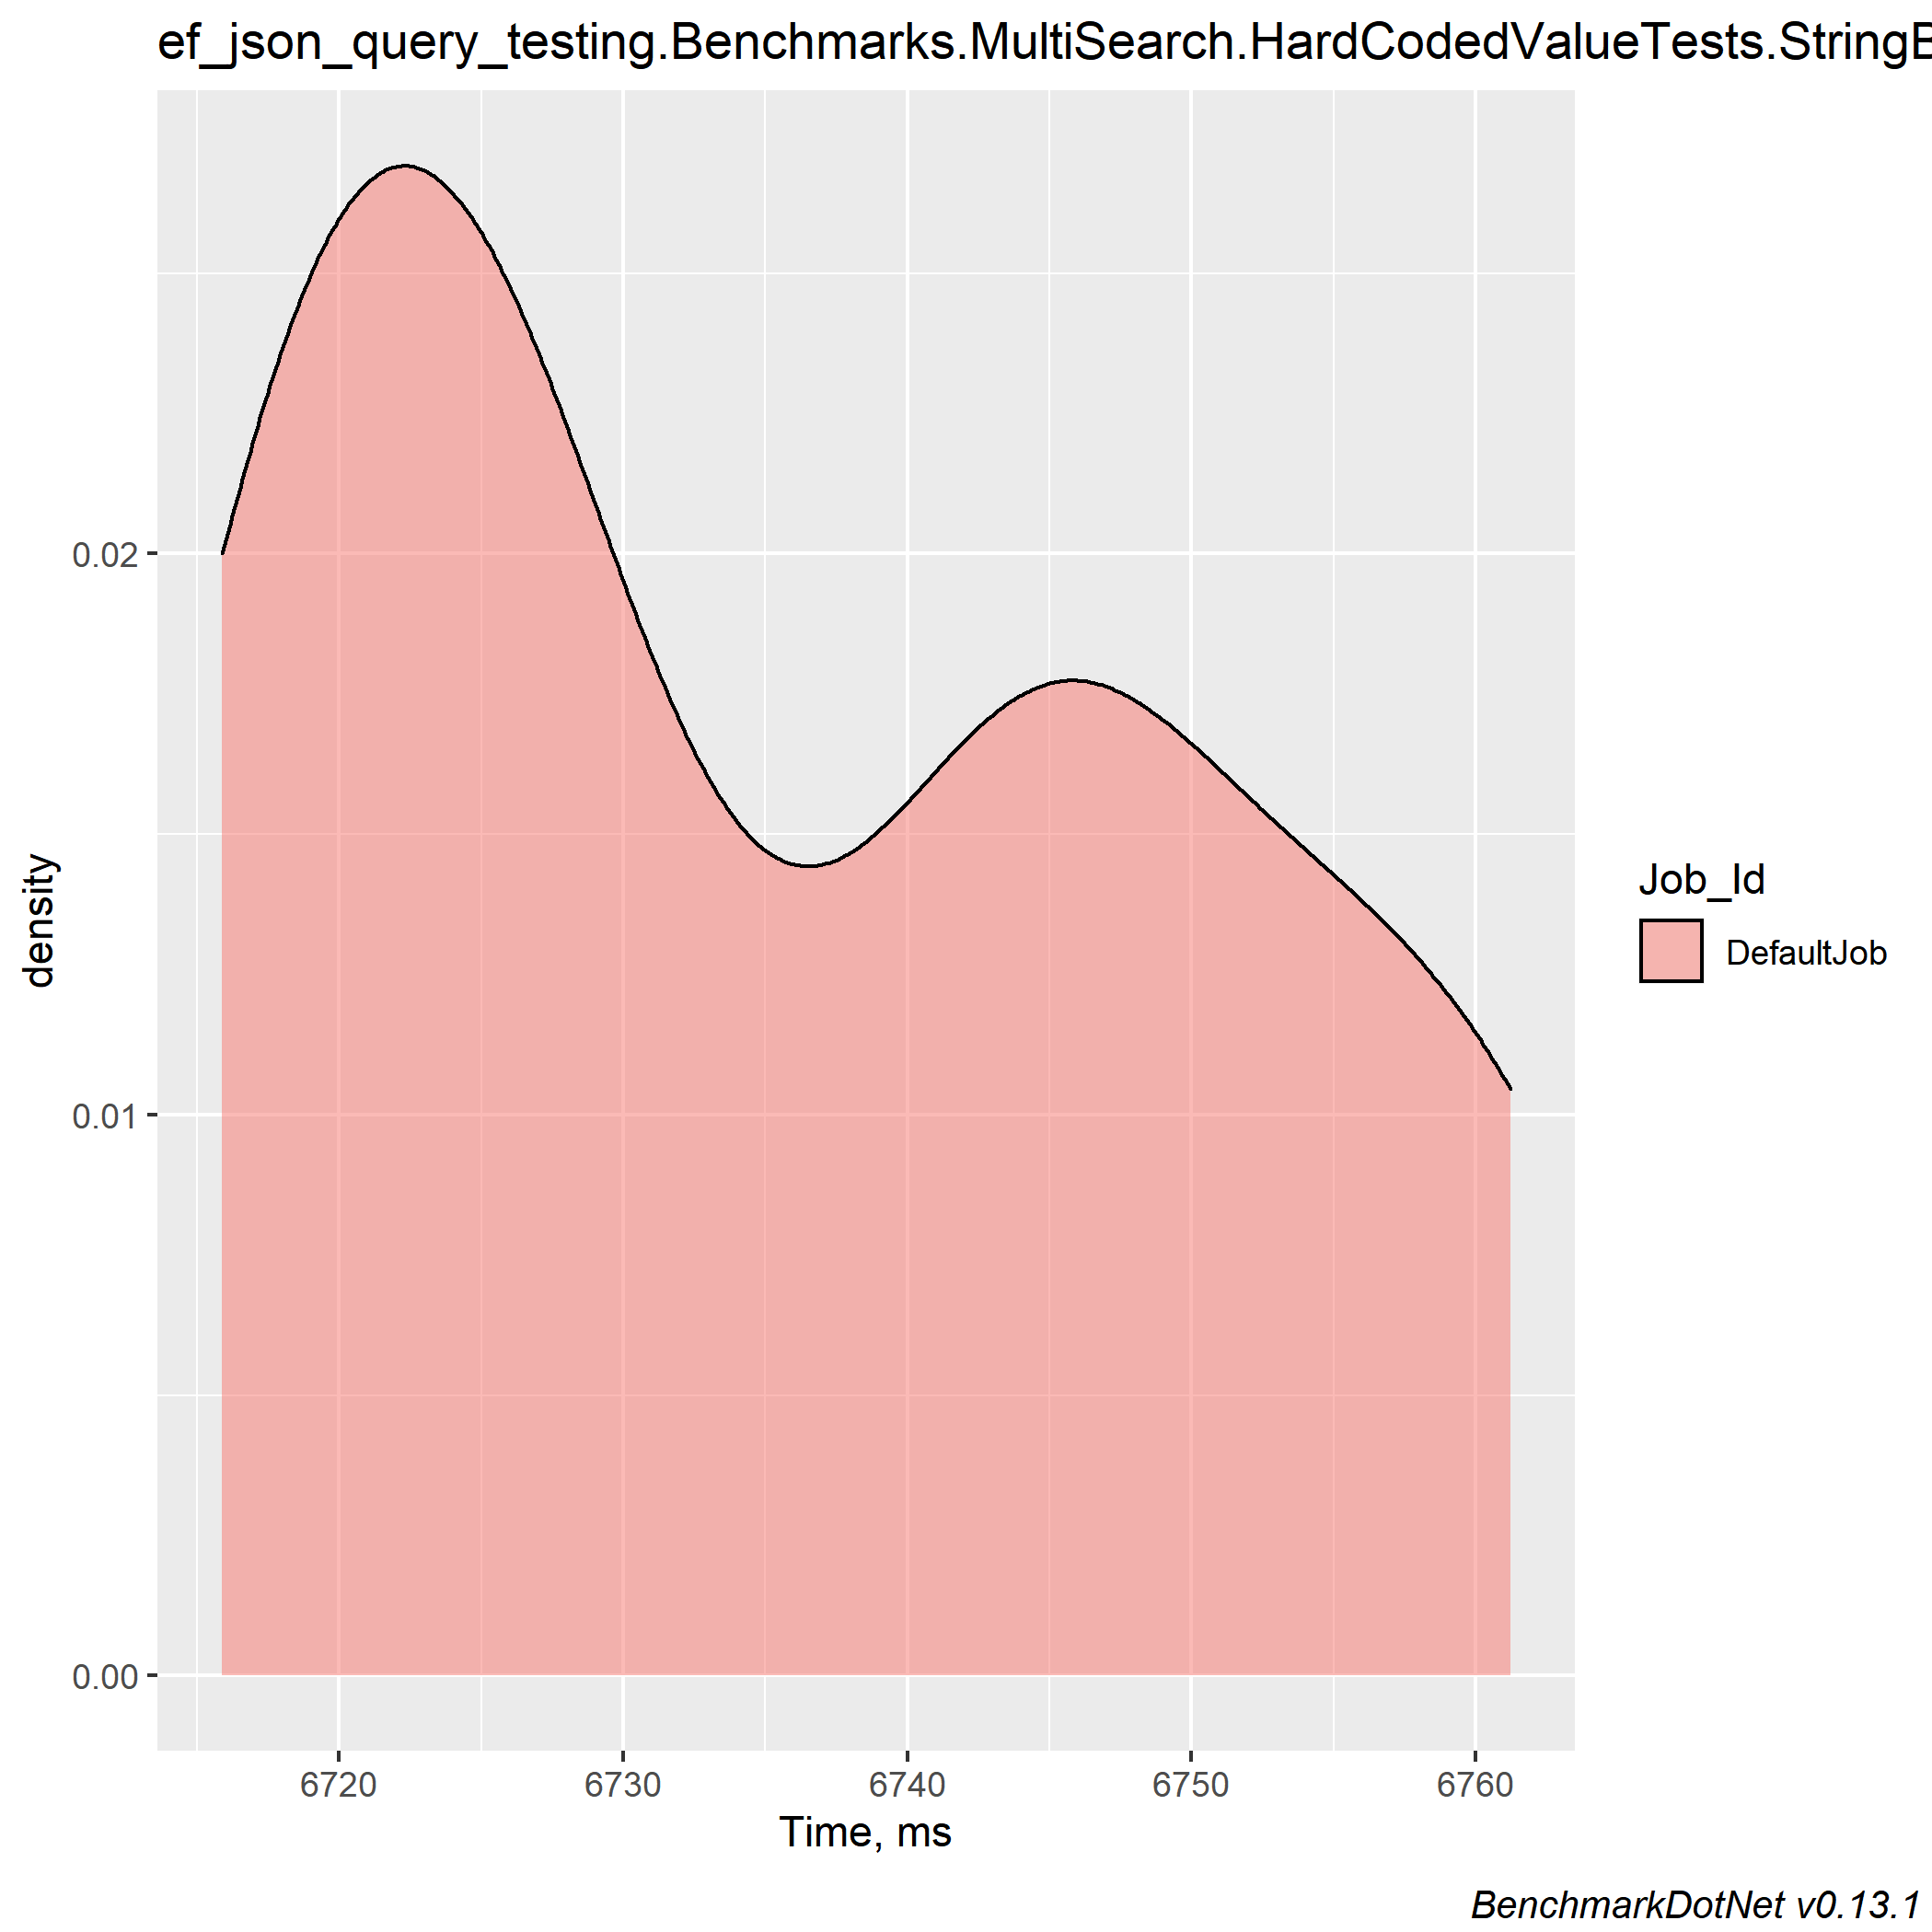 ef_json_query_testing.Benchmarks.MultiSearch.HardCodedValueTests.StringB
density
0.02
0.01
0.00
6720 6730 6740 6750 6760
Time, ms
Job_Id
DefaultJob
BenchmarkDotNet v0.13.1